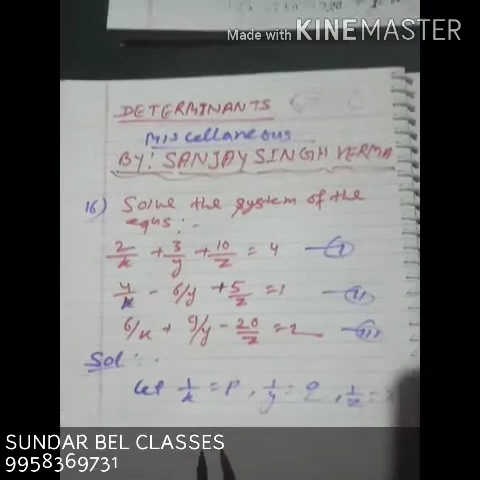 Made with KINEMASTER
DETERMINANTS
Miscellaneous
BY: SANJAY SINGH VERMA
16) Solve the system of the
eqns:-
2/x + 3/y + 10/z = 4 —(I)
4/x - 6/y + 5/z = 1 —(II)
6/x + 9/y - 20/z = 2 —(III)
Sol:-
Let 1/x = P, 1/y = Q, 1/z =
SUNDAR BEL CLASSES
9958369731